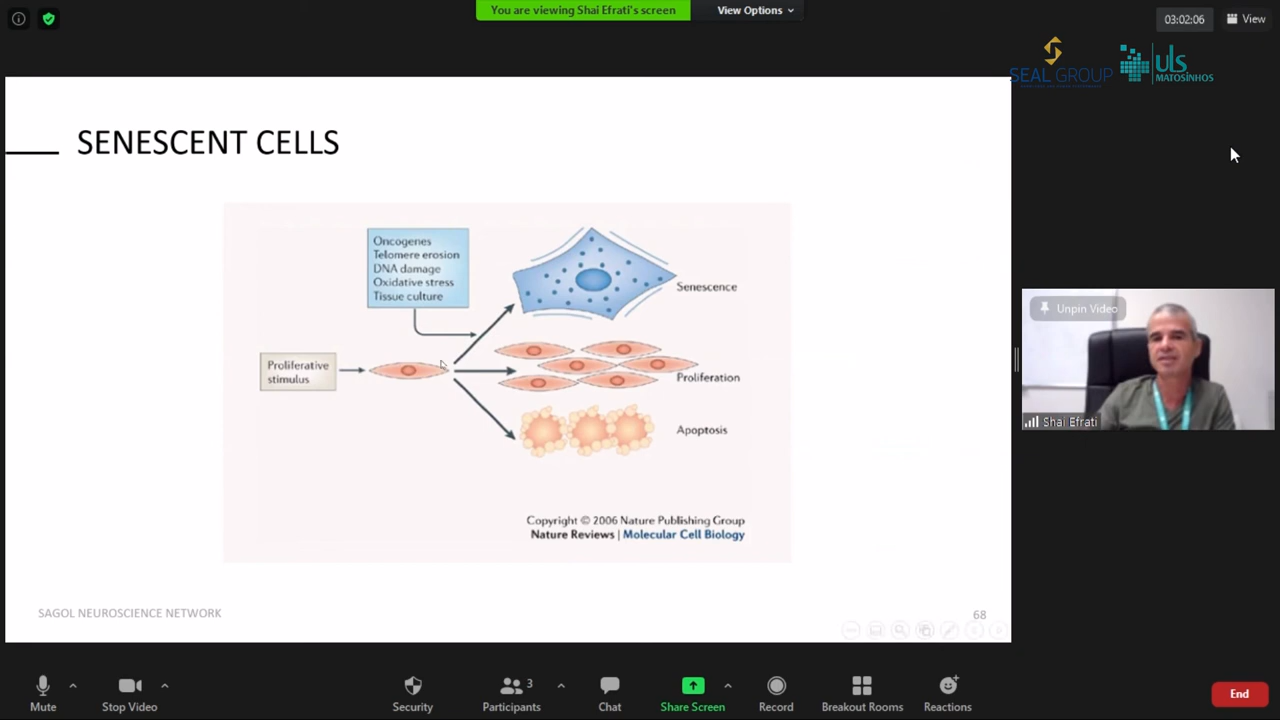 You are viewing Shai Efrati's screen
View Options
03:02:06
View
SEAL GROUP
uls
MATOSINHOS
SENESCENT CELLS
Oncogenes
Telomere erosion
DNA damage
Oxidative stress
Tissue culture
Senescence
Proliferative
stimulus
Proliferation
Apoptosis
Copyright © 2006 Nature Publishing Group
Nature Reviews | Molecular Cell Biology
Unpin Video
Shai Efrati
SAGOL NEUROSCIENCE NETWORK
68
Mute
Stop Video
Security
Participants
3
Chat
Share Screen
Record
Breakout Rooms
Reactions
End